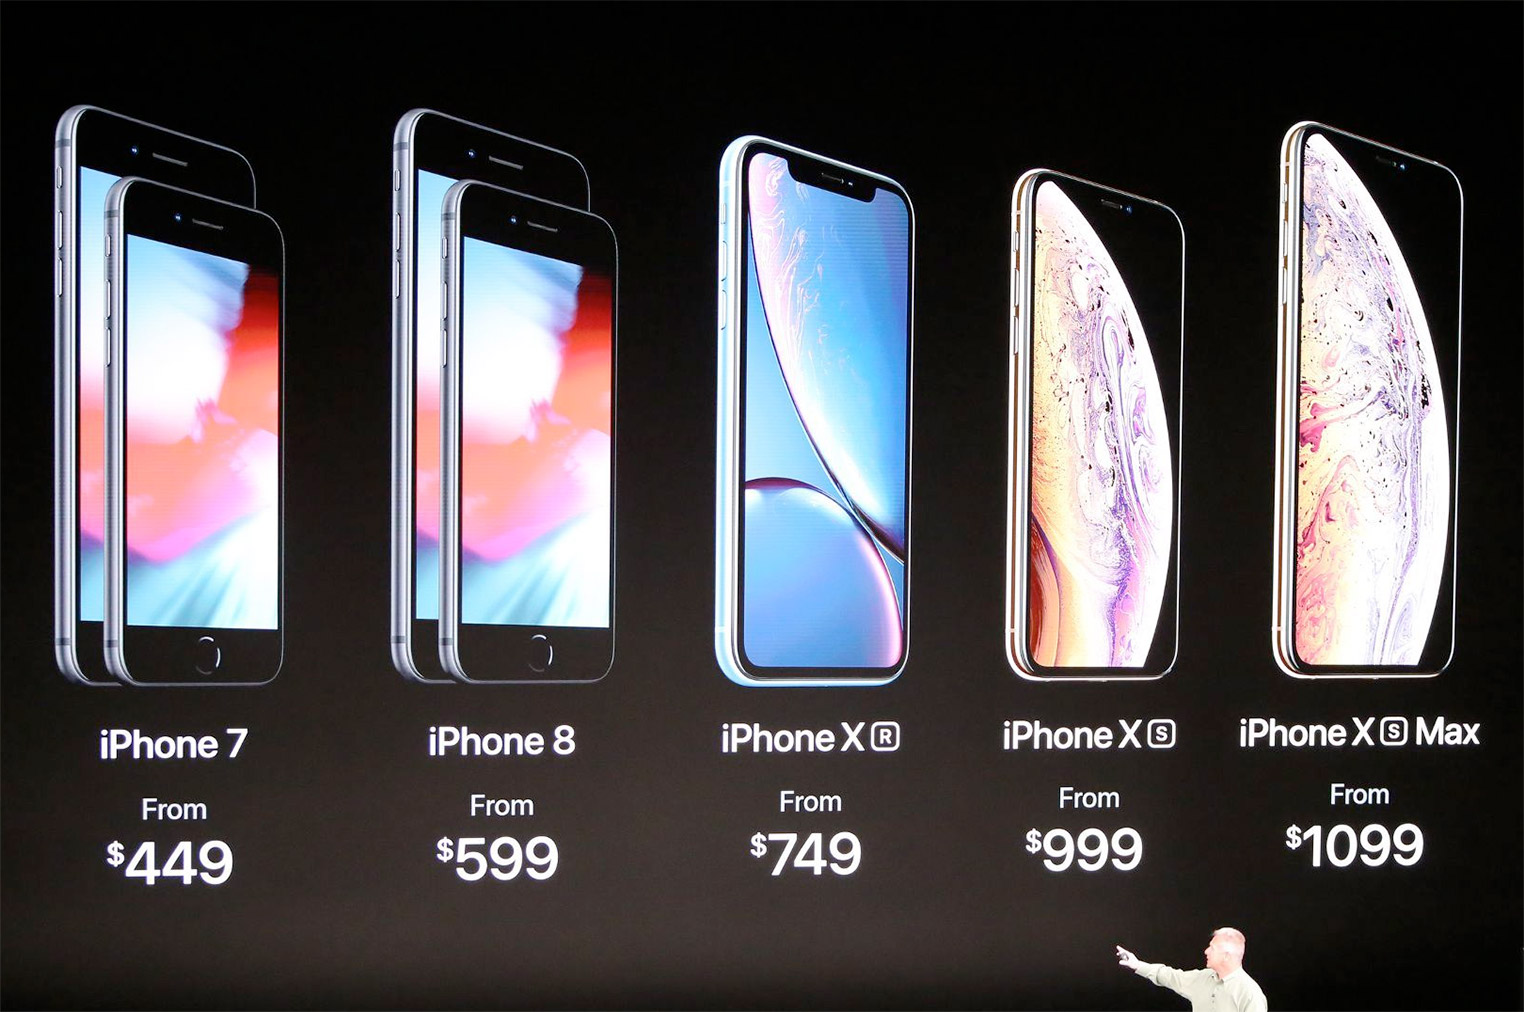 iPhone 7
From
$449
iPhone 8
From
$599
iPhone XR
From
$749
iPhone XS
From
$999
iPhone XS Max
From
$1099